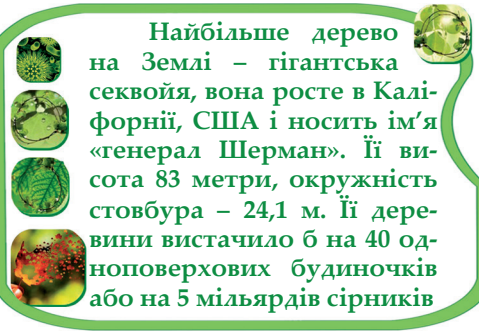 Найбільше дерево
на Землі – гігантська
секвойя, вона росте в Калі-
форнії, США і носить ім’я
«генерал Шерман». Її ви-
сота 83 метри, окружність
стовбура – 24,1 м. Її дере-
вини вистачило б на 40 од-
ноповерхових будиночків
або на 5 мільярдів сірників